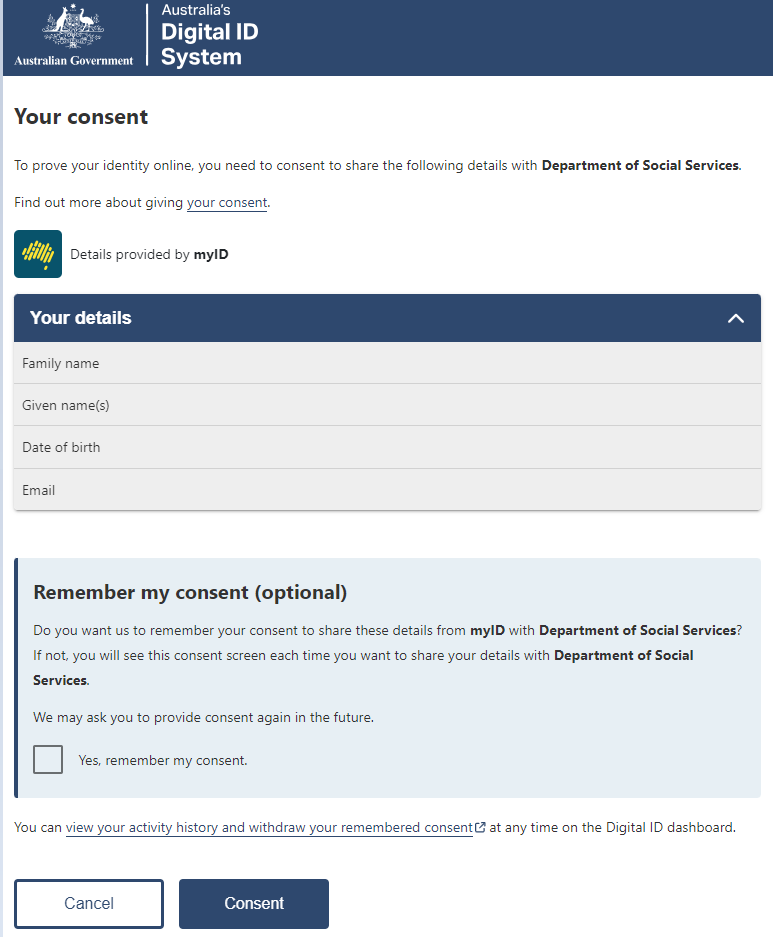 Australian Government
Australia's
Digital ID
System
Your consent
To prove your identity online, you need to consent to share the following details with Department of Social Services.
Find out more about giving your consent.
Details provided by myID
Your details
Family name
Given name(s)
Date of birth
Email
Remember my consent (optional)
Do you want us to remember your consent to share these details from myID with Department of Social Services?
If not, you will see this consent screen each time you want to share your details with Department of Social
Services.
We may ask you to provide consent again in the future.
Yes, remember my consent.
You can view your activity history and withdraw your remembered consent at any time on the Digital ID dashboard.
Cancel
Consent